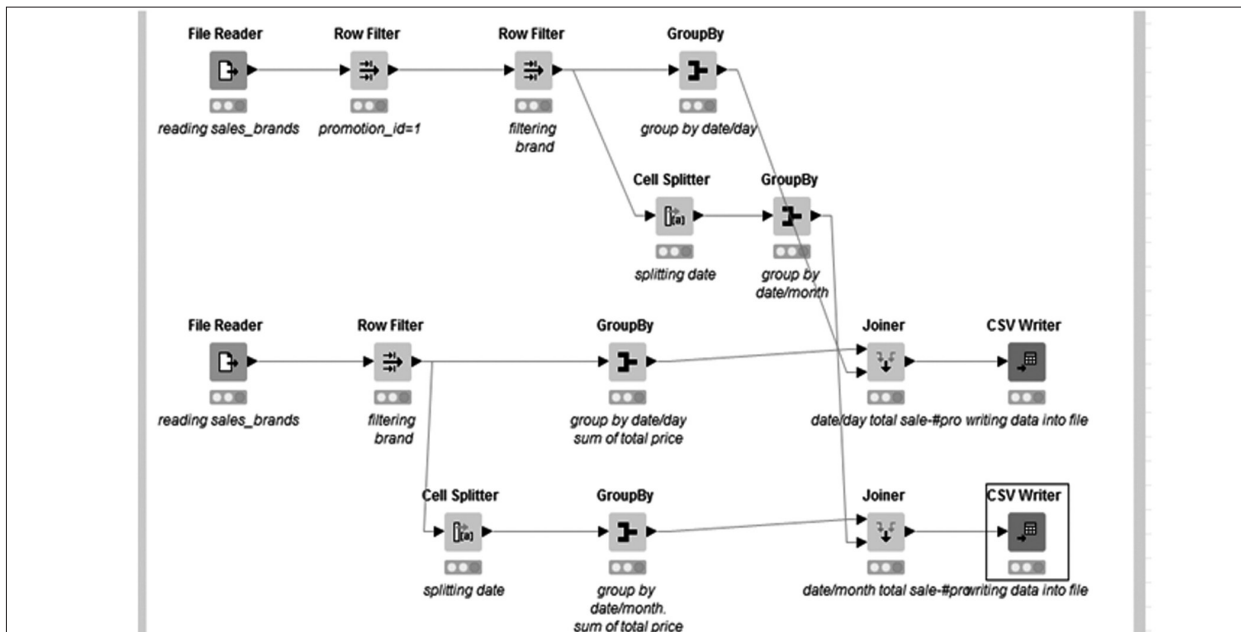 File Reader
Row Filter
Row Filter
GroupBy
reading sales_brands
promotion_id=1
filtering
brand
group by date/day
Cell Splitter
GroupBy
splitting date
group by
date/month
File Reader
Row Filter
GroupBy
Joiner
CSV Writer
reading sales_brands
filtering
brand
group by date/day
sum of total price
date/day total sale-#pro
writing data into file
Cell Splitter
GroupBy
Joiner
CSV Writer
splitting date
group by
date/month.
sum of total price
date/month total sale-#pro
writing data into file